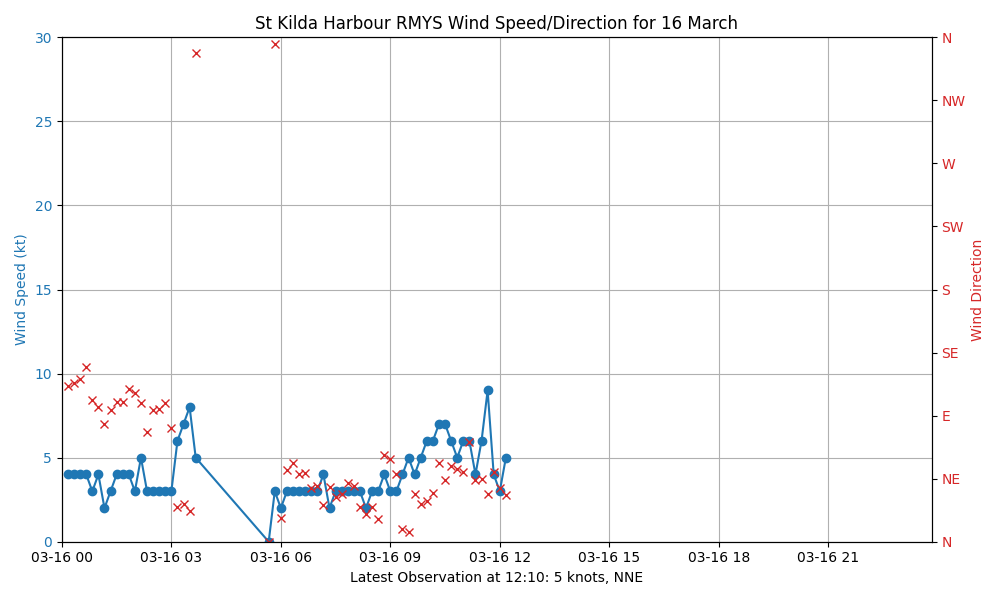 St Kilda Harbour RMYS Wind Speed/Direction for 16 March
30
25
20
15
10
5
0
Wind Speed (kt)
N
NW
W
SW
S
SE
E
NE
N
Wind Direction
03-16 00
03-16 03
03-16 06
03-16 09
03-16 12
03-16 15
03-16 18
03-16 21
Latest Observation at 12:10: 5 knots, NNE